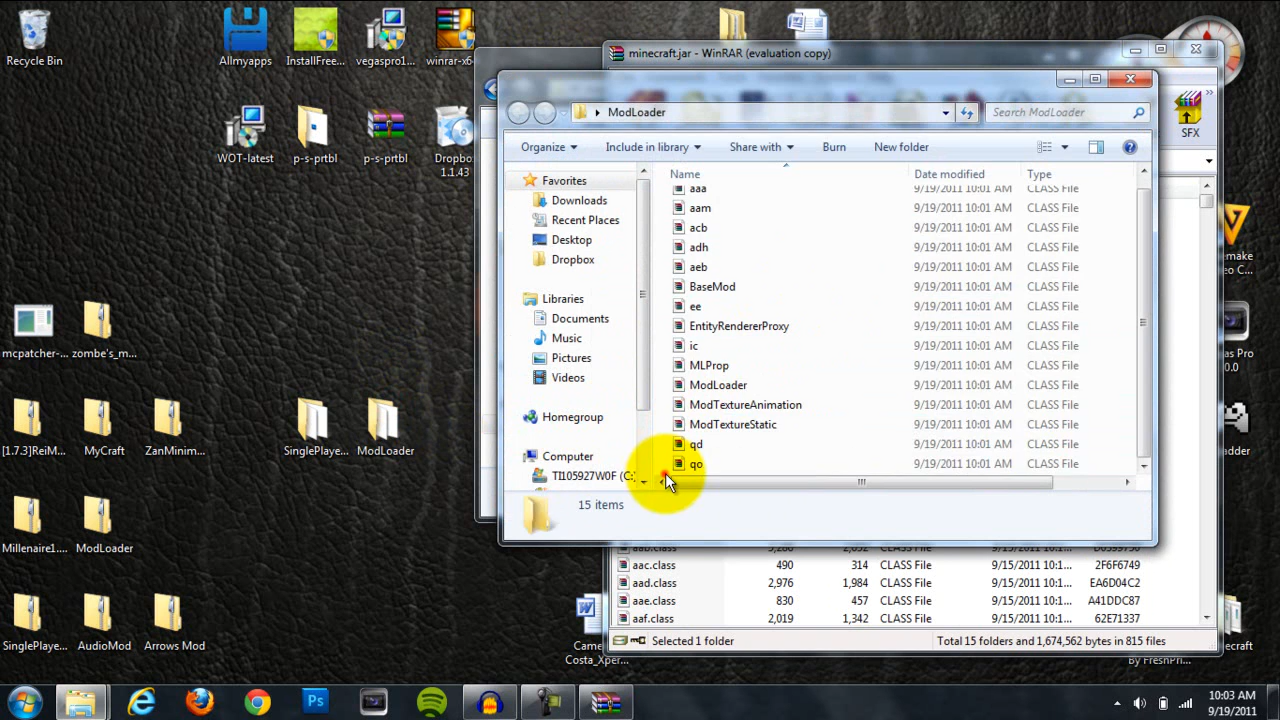 Recycle Bin
Allmyapps
InstallFree...
vegaspro1...
winrar-x6
WOT-latest
p-s-prtbl
p-s-prtbl
Dropbox
1.1.43
mcpatcher-...
zombe's_m...
[1.7.3]ReiM...
MyCraft
ZanMinim...
SinglePlaye...
ModLoader
Millenaire1....
ModLoader
SinglePlaye...
AudioMod
Arrows Mod
minecraft.jar - WinRAR (evaluation copy)
SFX
ModLoader
Search ModLoader
Organize
Include in library
Share with
Burn
New folder
Name
Date modified
Type
Favorites
Downloads
Recent Places
Desktop
Dropbox
Libraries
Documents
Music
Pictures
Videos
Homegroup
Computer
TI105927W0F (C:)
aaa 9/19/2011 10:01 AM CLASS File
aam 9/19/2011 10:01 AM CLASS File
acb 9/19/2011 10:01 AM CLASS File
adh 9/19/2011 10:01 AM CLASS File
aeb 9/19/2011 10:01 AM CLASS File
BaseMod 9/19/2011 10:01 AM CLASS File
ee 9/19/2011 10:01 AM CLASS File
EntityRendererProxy 9/19/2011 10:01 AM CLASS File
ic 9/19/2011 10:01 AM CLASS File
MLProp 9/19/2011 10:01 AM CLASS File
ModLoader 9/19/2011 10:01 AM CLASS File
ModTextureAnimation 9/19/2011 10:01 AM CLASS File
ModTextureStatic 9/19/2011 10:01 AM CLASS File
qd 9/19/2011 10:01 AM CLASS File
qo 9/19/2011 10:01 AM CLASS File
15 items
aac.class 490 314 CLASS File 9/15/2011 10:1... 2F6F6749
aad.class 2,976 1,984 CLASS File 9/15/2011 10:1... EA6D04C2
aae.class 830 457 CLASS File 9/15/2011 10:1... A41DDC87
aaf.class 2,019 1,342 CLASS File 9/15/2011 10:1... 62E71337
Selected 1 folder
Total 15 folders and 1,674,562 bytes in 815 files
Came
Costa_Xper...
By FreshPri...
10:03 AM
9/19/2011